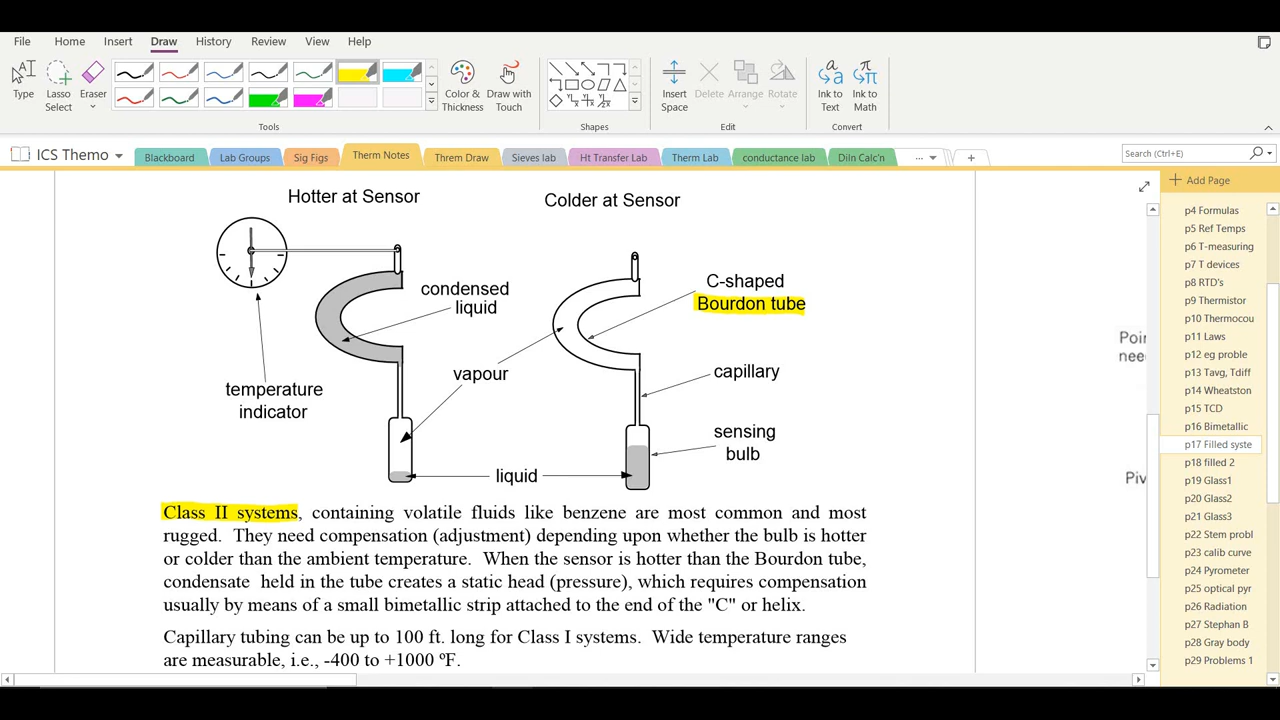 File Home Insert Draw History Review View Help
Type
Lasso
Select
Eraser
Color &
Thickness
Draw with
Touch
Insert
Space
Delete
Arrange
Rotate
Ink to
Text
Ink to
Math
Tools
Shapes
Edit
Convert
ICS Themo
Blackboard
Lab Groups
Sig Figs
Therm Notes
Threm Draw
Sieves lab
Ht Transfer Lab
Therm Lab
conductance lab
Diln Calc'n
...
Search (Ctrl+E)
Hotter at Sensor
Colder at Sensor
condensed
liquid
C-shaped
Bourdon tube
temperature
indicator
vapour
capillary
sensing
bulb
liquid
Class II systems, containing volatile fluids like benzene are most common and most
rugged. They need compensation (adjustment) depending upon whether the bulb is hotter
or colder than the ambient temperature. When the sensor is hotter than the Bourdon tube,
condensate held in the tube creates a static head (pressure), which requires compensation
usually by means of a small bimetallic strip attached to the end of the "C" or helix.
Capillary tubing can be up to 100 ft. long for Class I systems. Wide temperature ranges
are measurable, i.e., -400 to +1000 ºF.
Poin
nee
Piv
Add Page
p4 Formulas
p5 Ref Temps
p6 T-measuring
p7 T devices
p8 RTD's
p9 Thermistor
p10 Thermocou
p11 Laws
p12 eg proble
p13 Tavg, Tdiff
p14 Wheatston
p15 TCD
p16 Bimetallic
p17 Filled syste
p18 filled 2
p19 Glass1
p20 Glass2
p21 Glass3
p22 Stem probl
p23 calib curve
p24 Pyrometer
p25 optical pyr
p26 Radiation
p27 Stephan B
p28 Gray body
p29 Problems 1